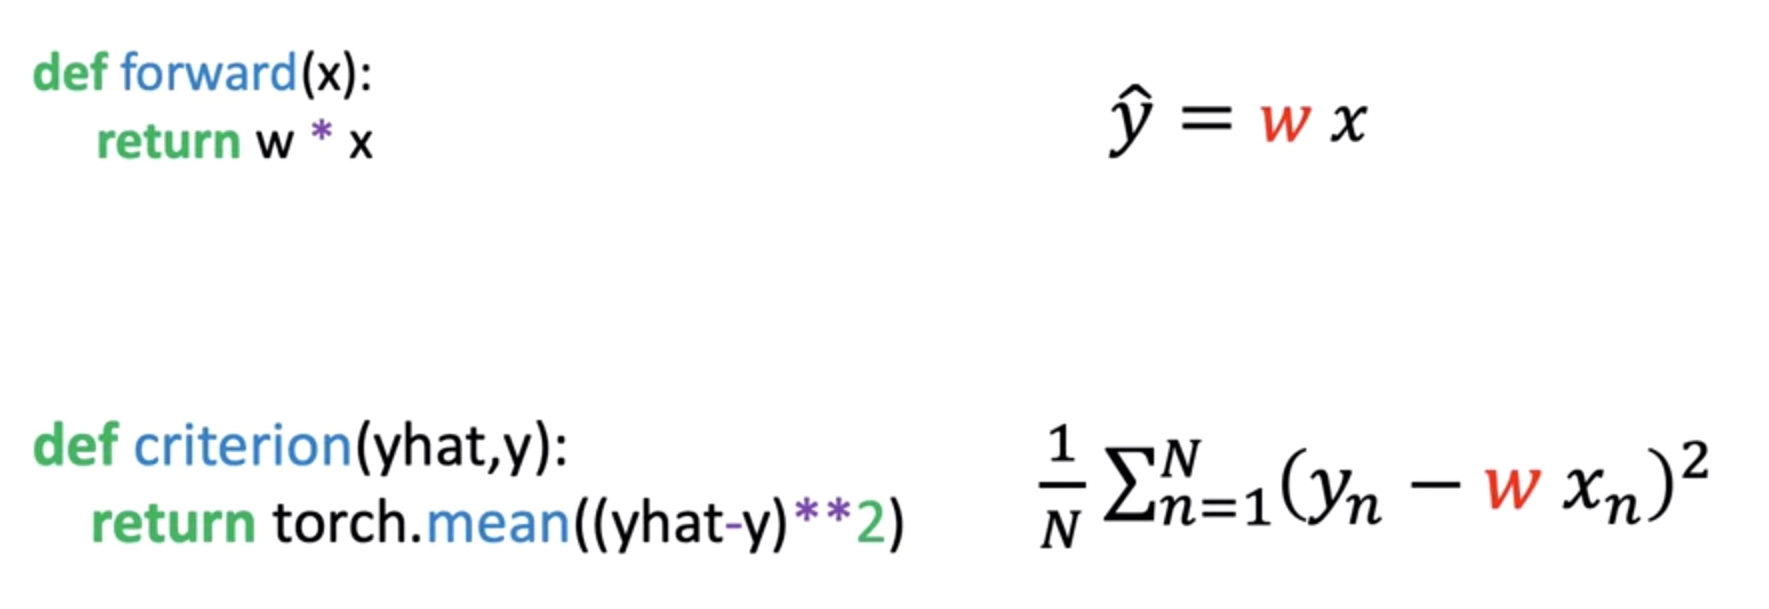 def forward(x):
return w * x
ŷ = w x
def criterion(yhat,y):
return torch.mean((yhat-y)**2)
1/N ∑ₙ₌₁ᴺ (yₙ − w xₙ)²